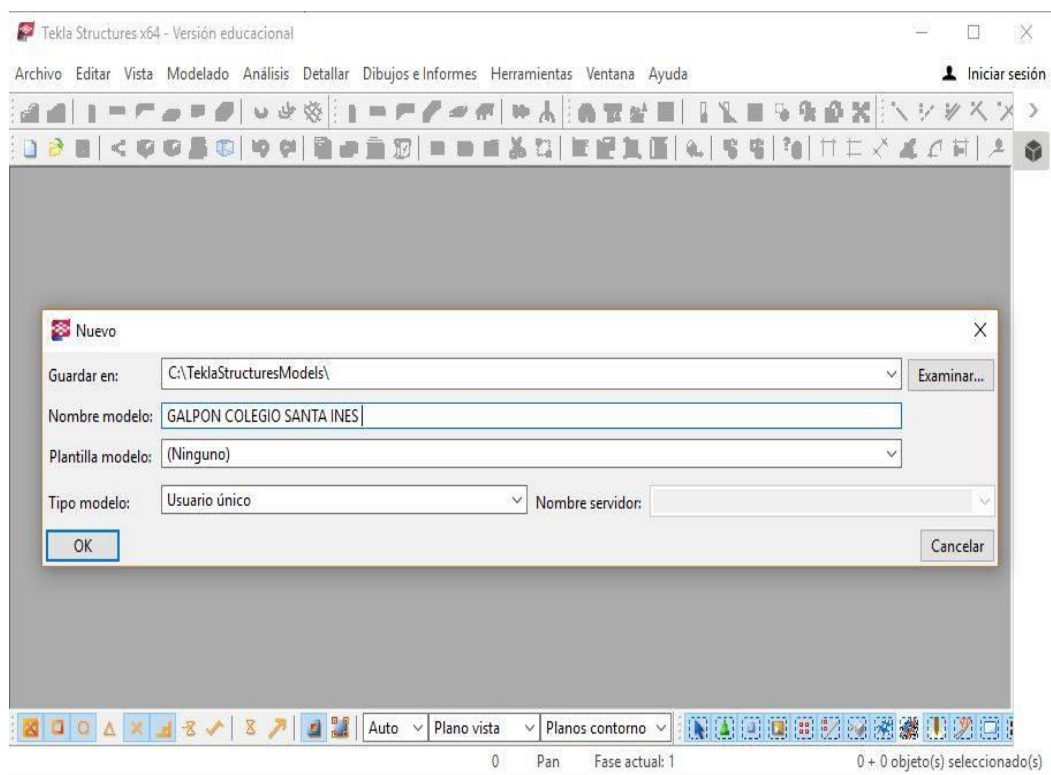 Tekla Structures x64 - Versión educacional
Archivo Editar Vista Modelado Análisis Detallar Dibujos e Informes Herramientas Ventana Ayuda Iniciar sesión
Nuevo
Guardar en: C:\TeklaStructuresModels\ Examinar...
Nombre modelo: GALPON COLEGIO SANTA INES
Plantilla modelo: (Ninguno)
Tipo modelo: Usuario único Nombre servidor:
OK Cancelar
Auto Plano vista Planos contorno
0 Pan Fase actual: 1 0 + 0 objeto(s) seleccionado(s)